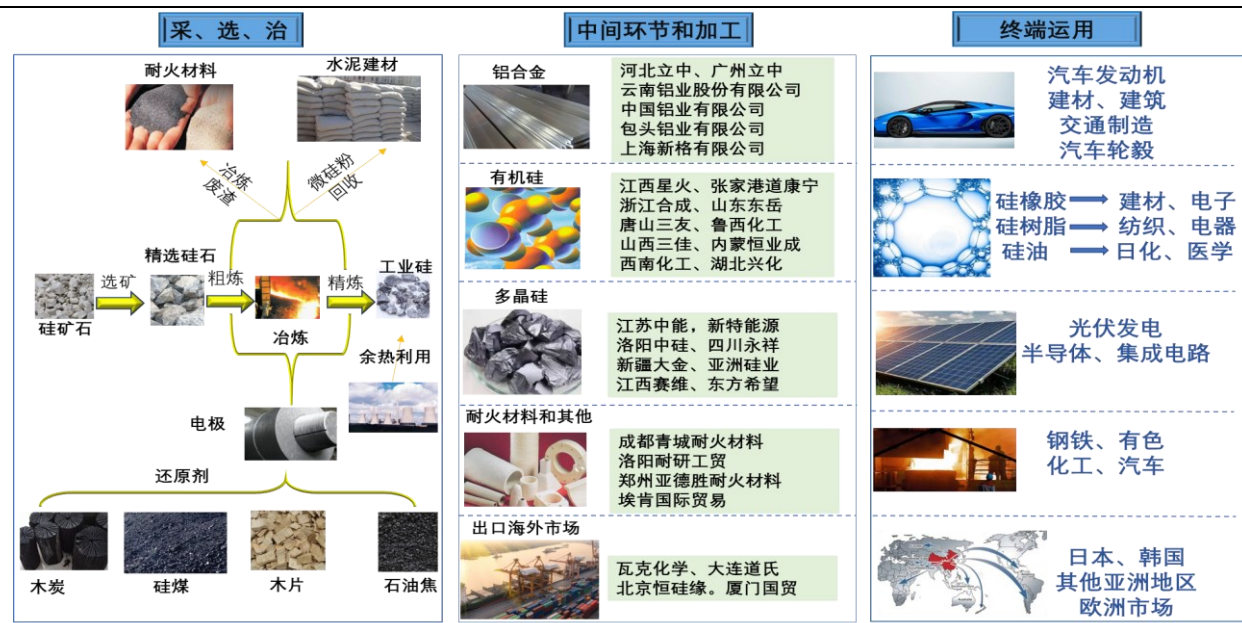 采、选、治
耐火材料
水泥建材
冶炼
废渣
微硅粉
回收
精选硅石
工业硅
选矿
粗炼
精炼
硅矿石
冶炼
余热利用
电极
还原剂
木炭
硅煤
木片
石油焦
中间环节和加工
铝合金
河北立中、广州立中
云南铝业股份有限公司
中国铝业有限公司
包头铝业有限公司
上海新格有限公司
有机硅
江西星火、张家港道康宁
浙江合成、山东东岳
唐山三友、鲁西化工
山西三佳、内蒙恒业成
西南化工、湖北兴化
多晶硅
江苏中能，新特能源
洛阳中硅、四川永祥
新疆大金、亚洲硅业
江西赛维、东方希望
耐火材料和其他
成都青城耐火材料
洛阳耐研工贸
郑州亚德胜耐火材料
埃肯国际贸易
出口海外市场
瓦克化学、大连道氏
北京恒硅缘。厦门国贸
终端运用
汽车发动机
建材、建筑
交通制造
汽车轮毂
硅橡胶 建材、电子
硅树脂 纺织、电器
硅油 日化、医学
光伏发电
半导体、集成电路
钢铁、有色
化工、汽车
日本、韩国
其他亚洲地区
欧洲市场